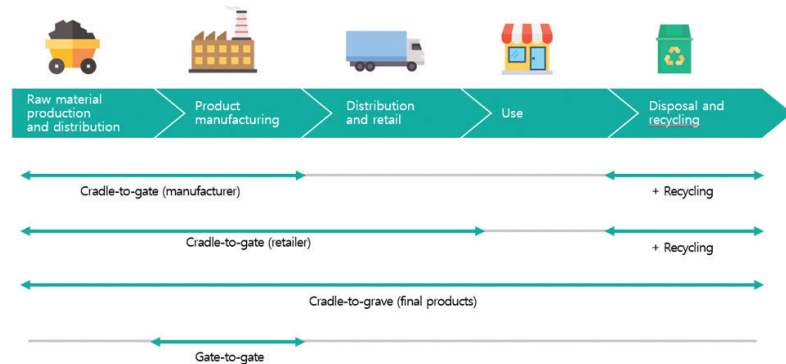 Raw material
production
and distribution
Product
manufacturing
Distribution
and retail
Use
Disposal and
recycling
Cradle-to-gate (manufacturer)
+ Recycling
Cradle-to-gate (retailer)
+ Recycling
Cradle-to-grave (final products)
Gate-to-gate